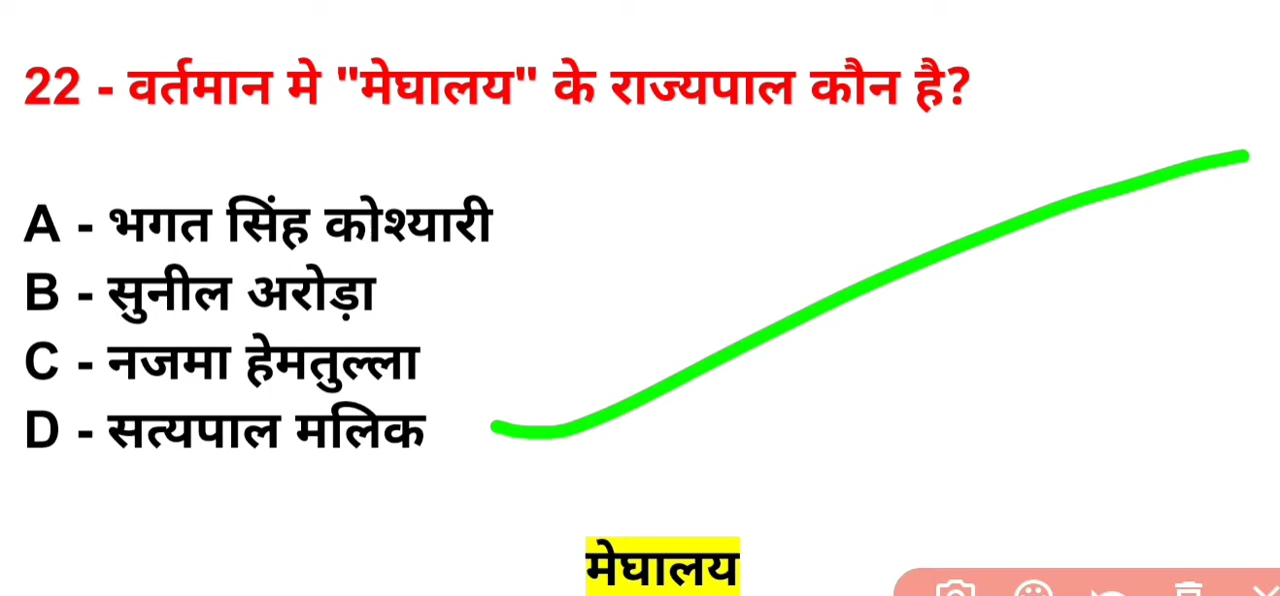 22 - वर्तमान मे "मेघालय" के राज्यपाल कौन है?
A - भगत सिंह कोश्यारी
B - सुनील अरोड़ा
C - नजमा हेमतुल्ला
D - सत्यपाल मलिक
मेघालय